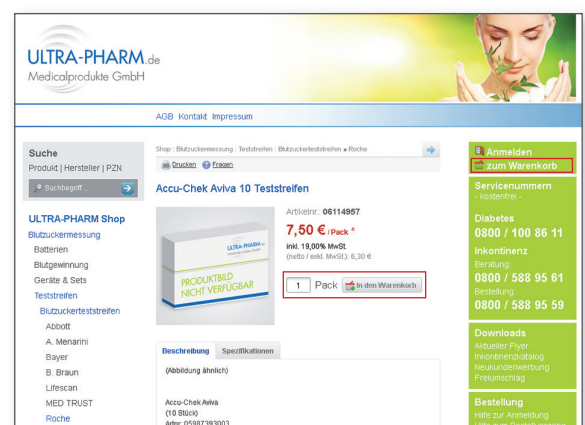 ULTRA-PHARM.de
Medicalprodukte GmbH
AGB Kontakt Impressum
Suche
Produkt | Hersteller | PZN
Suchbegriff ...
ULTRA-PHARM Shop
Blutzuckermessung
Batterien
Blutgewinnung
Geräte & Sets
Teststreifen
Blutzuckerteststreifen
Abbott
A. Menarini
Bayer
B. Braun
Lifescan
MED TRUST
Roche
Shop : Blutzuckermessung : Teststreifen : Blutzuckerteststreifen » Roche
Drucken Fragen
Accu-Chek Aviva 10 Teststreifen
ULTRA-PHARM.de
PRODUKTBILD
NICHT VERFÜGBAR
Artikelnr.: 06114957
7,50 € /Pack *
inkl. 19,00% MwSt.
(netto / exkl. MwSt.): 6,30 €
1 Pack In den Warenkorb
Beschreibung Spezifikationen
(Abbildung ähnlich)
Accu-Chek Aviva
(10 Stück)
Artnr: 05987393003
Anmelden
zum Warenkorb
Servicenummern
- kostenfrei -
Diabetes
0800 / 100 86 11
Inkontinenz
Beratung:
0800 / 588 95 61
Bestellung:
0800 / 588 95 59
Downloads
Aktueller Flyer
Inkontinenzkatalog
Neukundenwerbung
Freiumschlag
Bestellung
Hilfe zur Anmeldung